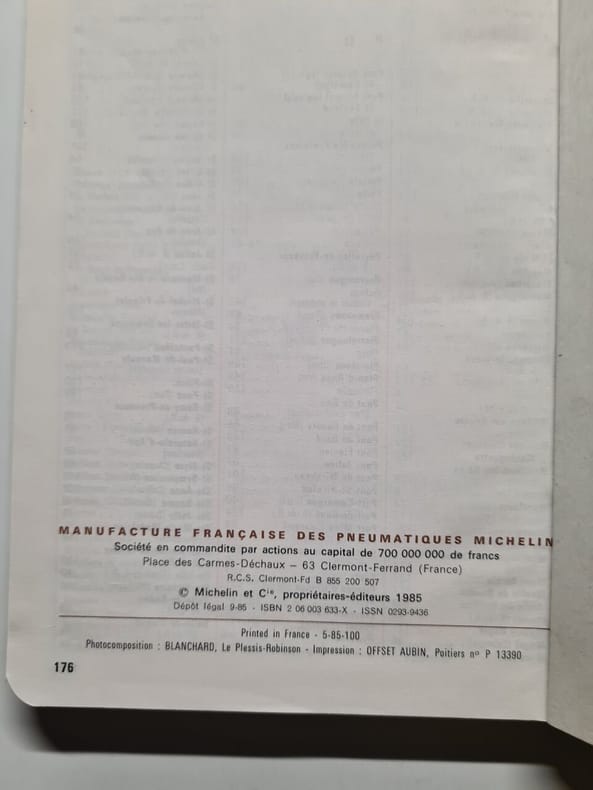 MANUFACTURE FRANÇAISE DES PNEUMATIQUES MICHELIN
Société en commandite par actions au capital de 700 000 000 de francs
Place des Carmes-Déchaux – 63 Clermont-Ferrand (France)
R.C.S. Clermont-Fd B 855 200 507
© Michelin et Cie, propriétaires-éditeurs 1985
Dépôt légal 9-85 - ISBN 2 06 003 633-X - ISSN 0293-9436
Printed in France - 5-85-100
Photocomposition : BLANCHARD, Le Plessis-Robinson - Impression : OFFSET AUBIN, Poitiers nº P 13390
176